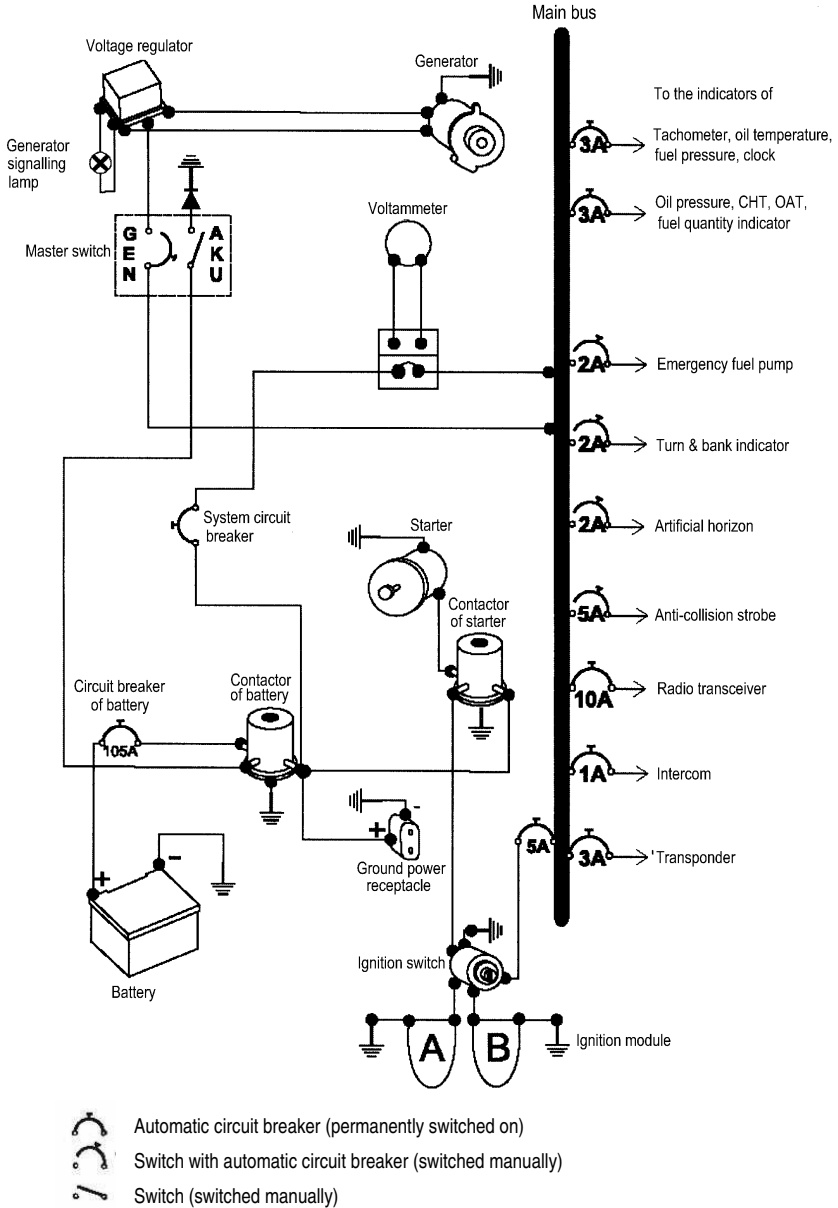 Main bus
Voltage regulator
Generator
To the indicators of
Generator
signalling
lamp
3A
Tachometer, oil temperature,
fuel pressure, clock
Voltammeter
3A
Oil pressure, CHT, OAT,
fuel quantity indicator
Master switch
GEN
AKU
2A
Emergency fuel pump
2A
Turn & bank indicator
System circuit
breaker
Starter
2A
Artificial horizon
Contactor
of starter
5A
Anti-collision strobe
Circuit breaker
of battery
105A
Contactor
of battery
10A
Radio transceiver
1A
Intercom
+
-
Ground power
receptacle
5A
3A
'Transponder
+
-
Battery
Ignition switch
A
B
Ignition module
Automatic circuit breaker (permanently switched on)
Switch with automatic circuit breaker (switched manually)
Switch (switched manually)